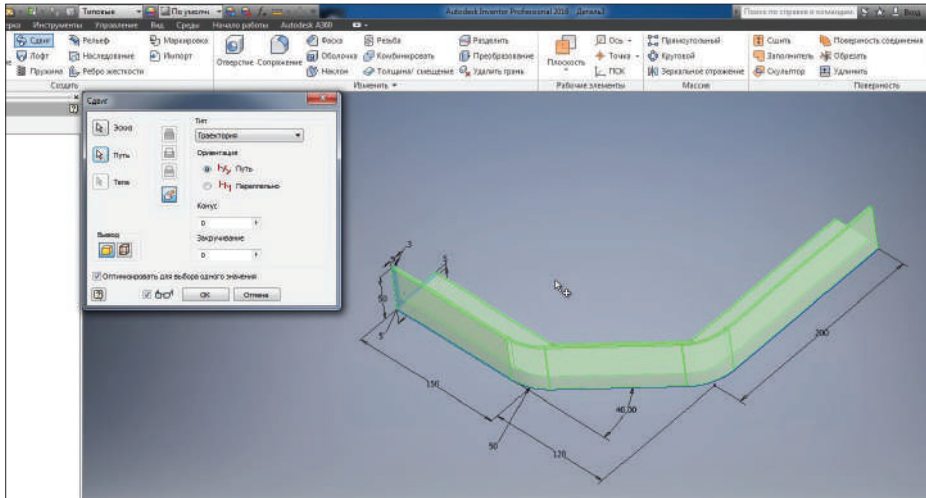 Типовые По умолч Autodesk Inventor Professional 2016 Деталь3 Поиск по справке и командам. Вход
Инструменты Управление Вид Среды Начало работы Autodesk A360
Сдвиг Рельеф Маркировка Фаска Резьба Разделить Ось Прямоугольный Сшить Поверхность соединения
Лофт Наследование Импорт Отверстие Сопряжение Оболочка Комбинировать Преобразование Плоскость Точка Круговой Заполнитель Обрезать
Пружина Ребро жесткости Наклон Толщина/ смещение Удалить грань ПСК Зеркальное отражение Скульптор Удлинить
Создать Изменить Рабочие элементы Массив Поверхность
Сдвиг
Тип
Эскиз
Траектория
Путь
Ориентация
Путь
Тела
Параллельно
Конус
0
Вывод
Закручивание
0
Оптимизировать для выбора одного значения
OK Отмена
3
5
50
5
150
50
120
40,00
200